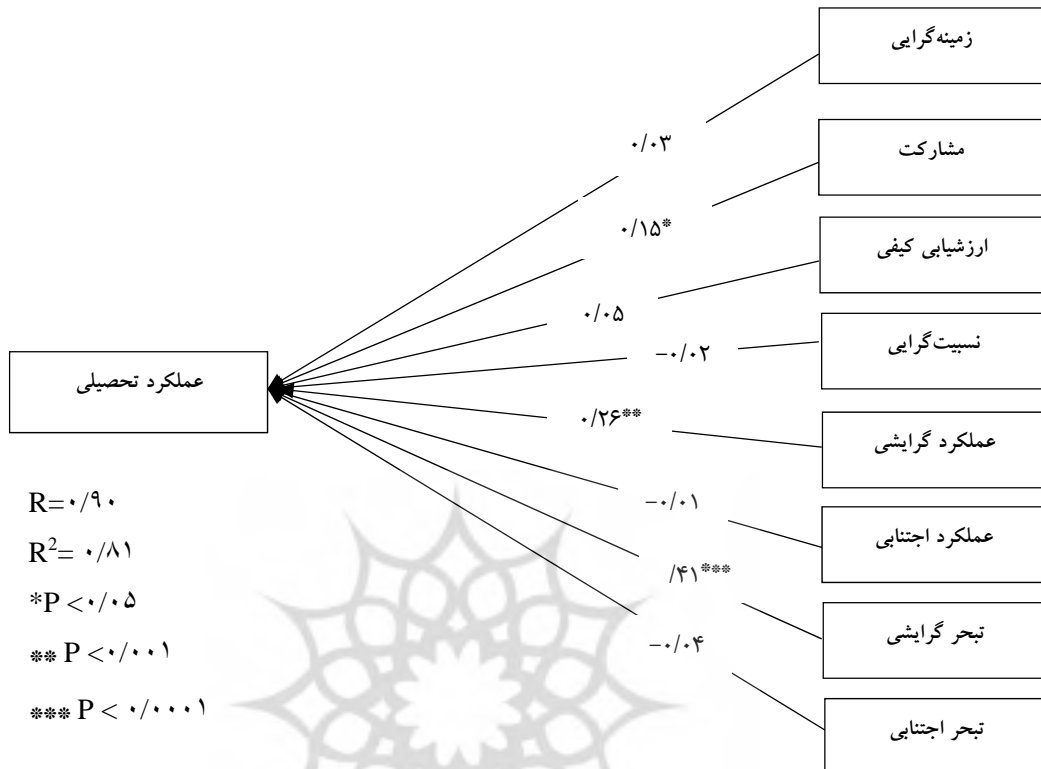 زمینه‌گرایی
۰/۰۳
مشارکت
۰/۱۵*
ارزشیابی کیفی
۰/۰۵
نسبیت‌گرایی
−۰/۰۲
عملکرد تحصیلی
عملکرد گرایشی
۰/۲۶**
عملکرد اجتنابی
−۰/۰۱
تبحر گرایشی
/۴۱***
تبحر اجتنابی
−۰/۰۴
R=۰/۹۰
R²= ۰/۸۱
*P <۰/۰۵
** P <۰/۰۰۱
*** P < ۰/۰۰۰۱